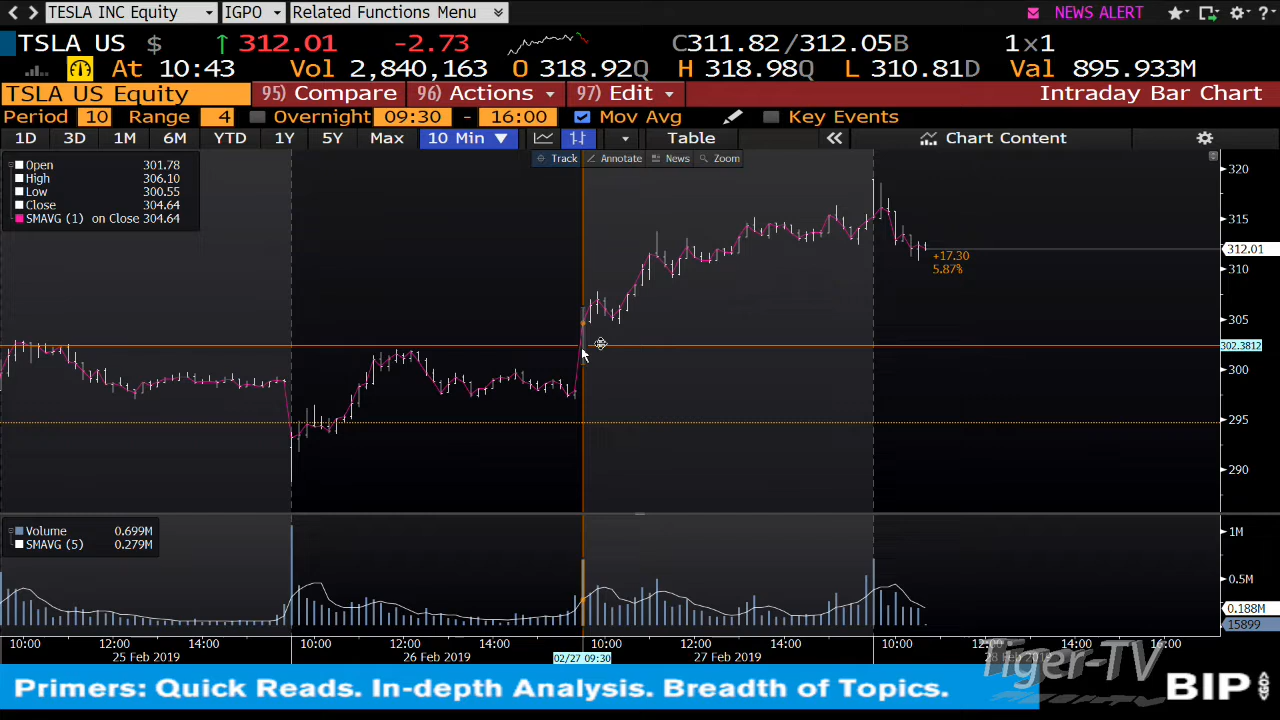 TESLA INC Equity IGPO Related Functions Menu NEWS ALERT ?
TSLA US $ ↑ 312.01 -2.73 C311.82/312.05B 1×1
At 10:43 Vol 2,840,163 O 318.92Q H 318.98Q L 310.81D Val 895.933M
TSLA US Equity 95) Compare 96) Actions 97) Edit Intraday Bar Chart
Period 10 Range 4 Overnight 09:30 - 16:00 Mov Avg Key Events
1D 3D 1M 6M YTD 1Y 5Y Max 10 Min ▼ Table « Chart Content
Track Annotate News Zoom
Open 301.78
High 306.10
Low 300.55
Close 304.64
SMAVG (1) on Close 304.64
320
315
312.01
+17.30
5.87%
310
305
302.3812
300
295
290
Volume 0.699M
SMAVG (5) 0.279M
1M
0.5M
0.188M
15899
10:00 12:00 14:00 10:00 12:00 14:00 10:00 12:00 14:00 10:00 12:00 14:00 16:00
25 Feb 2019 26 Feb 2019 02/27 09:30 27 Feb 2019 28 Feb 2019
Tiger-TV
Primers: Quick Reads. In-depth Analysis. Breadth of Topics.
BIP